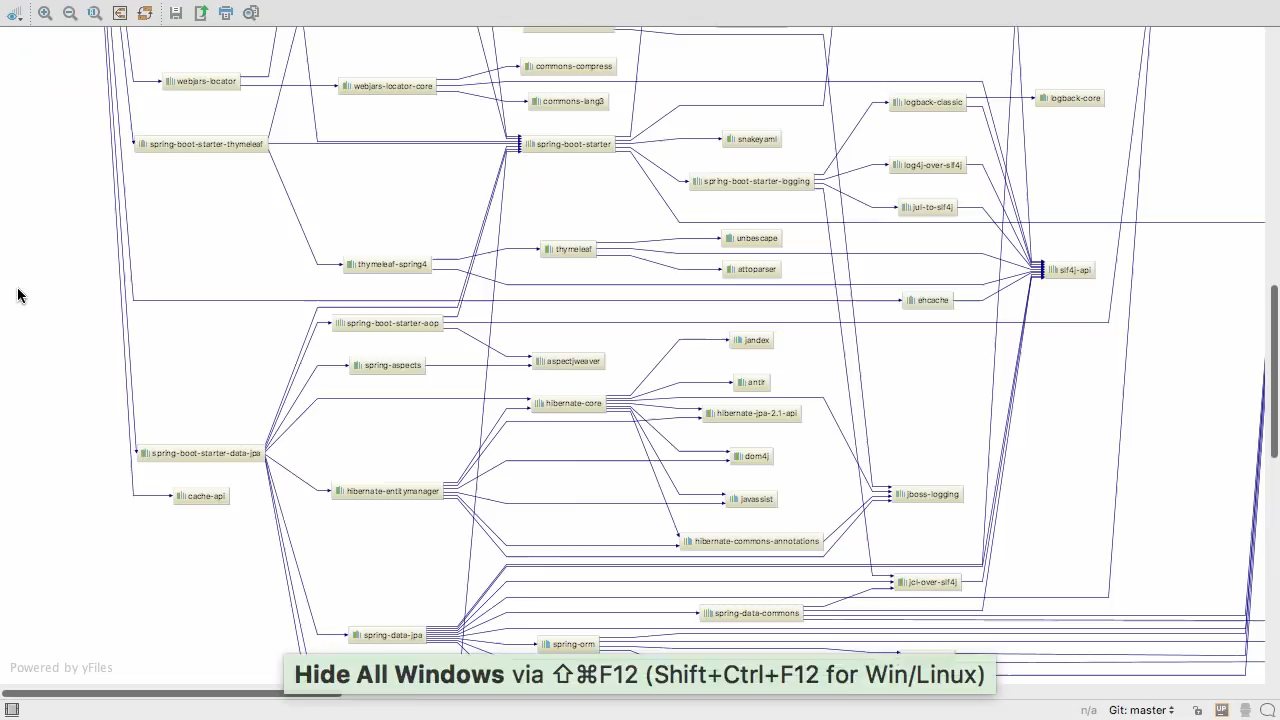 commons-compress
webjars-locator
webjars-locator-core
commons-lang3
logback-classic
logback-core
spring-boot-starter-thymeleaf
spring-boot-starter
snakeyaml
log4j-over-slf4j
spring-boot-starter-logging
jul-to-slf4j
unbescape
thymeleaf
thymeleaf-spring4
attoparser
slf4j-api
ehcache
spring-boot-starter-aop
jandex
spring-aspects
aspectjweaver
antlr
hibernate-core
hibernate-jpa-2.1-api
spring-boot-starter-data-jpa
dom4j
hibernate-entitymanager
cache-api
javassist
jboss-logging
hibernate-commons-annotations
jcl-over-slf4j
spring-data-commons
spring-data-jpa
spring-orm
Powered by yFiles
Hide All Windows via ⇧⌘F12 (Shift+Ctrl+F12 for Win/Linux)
n/a Git: master
UP